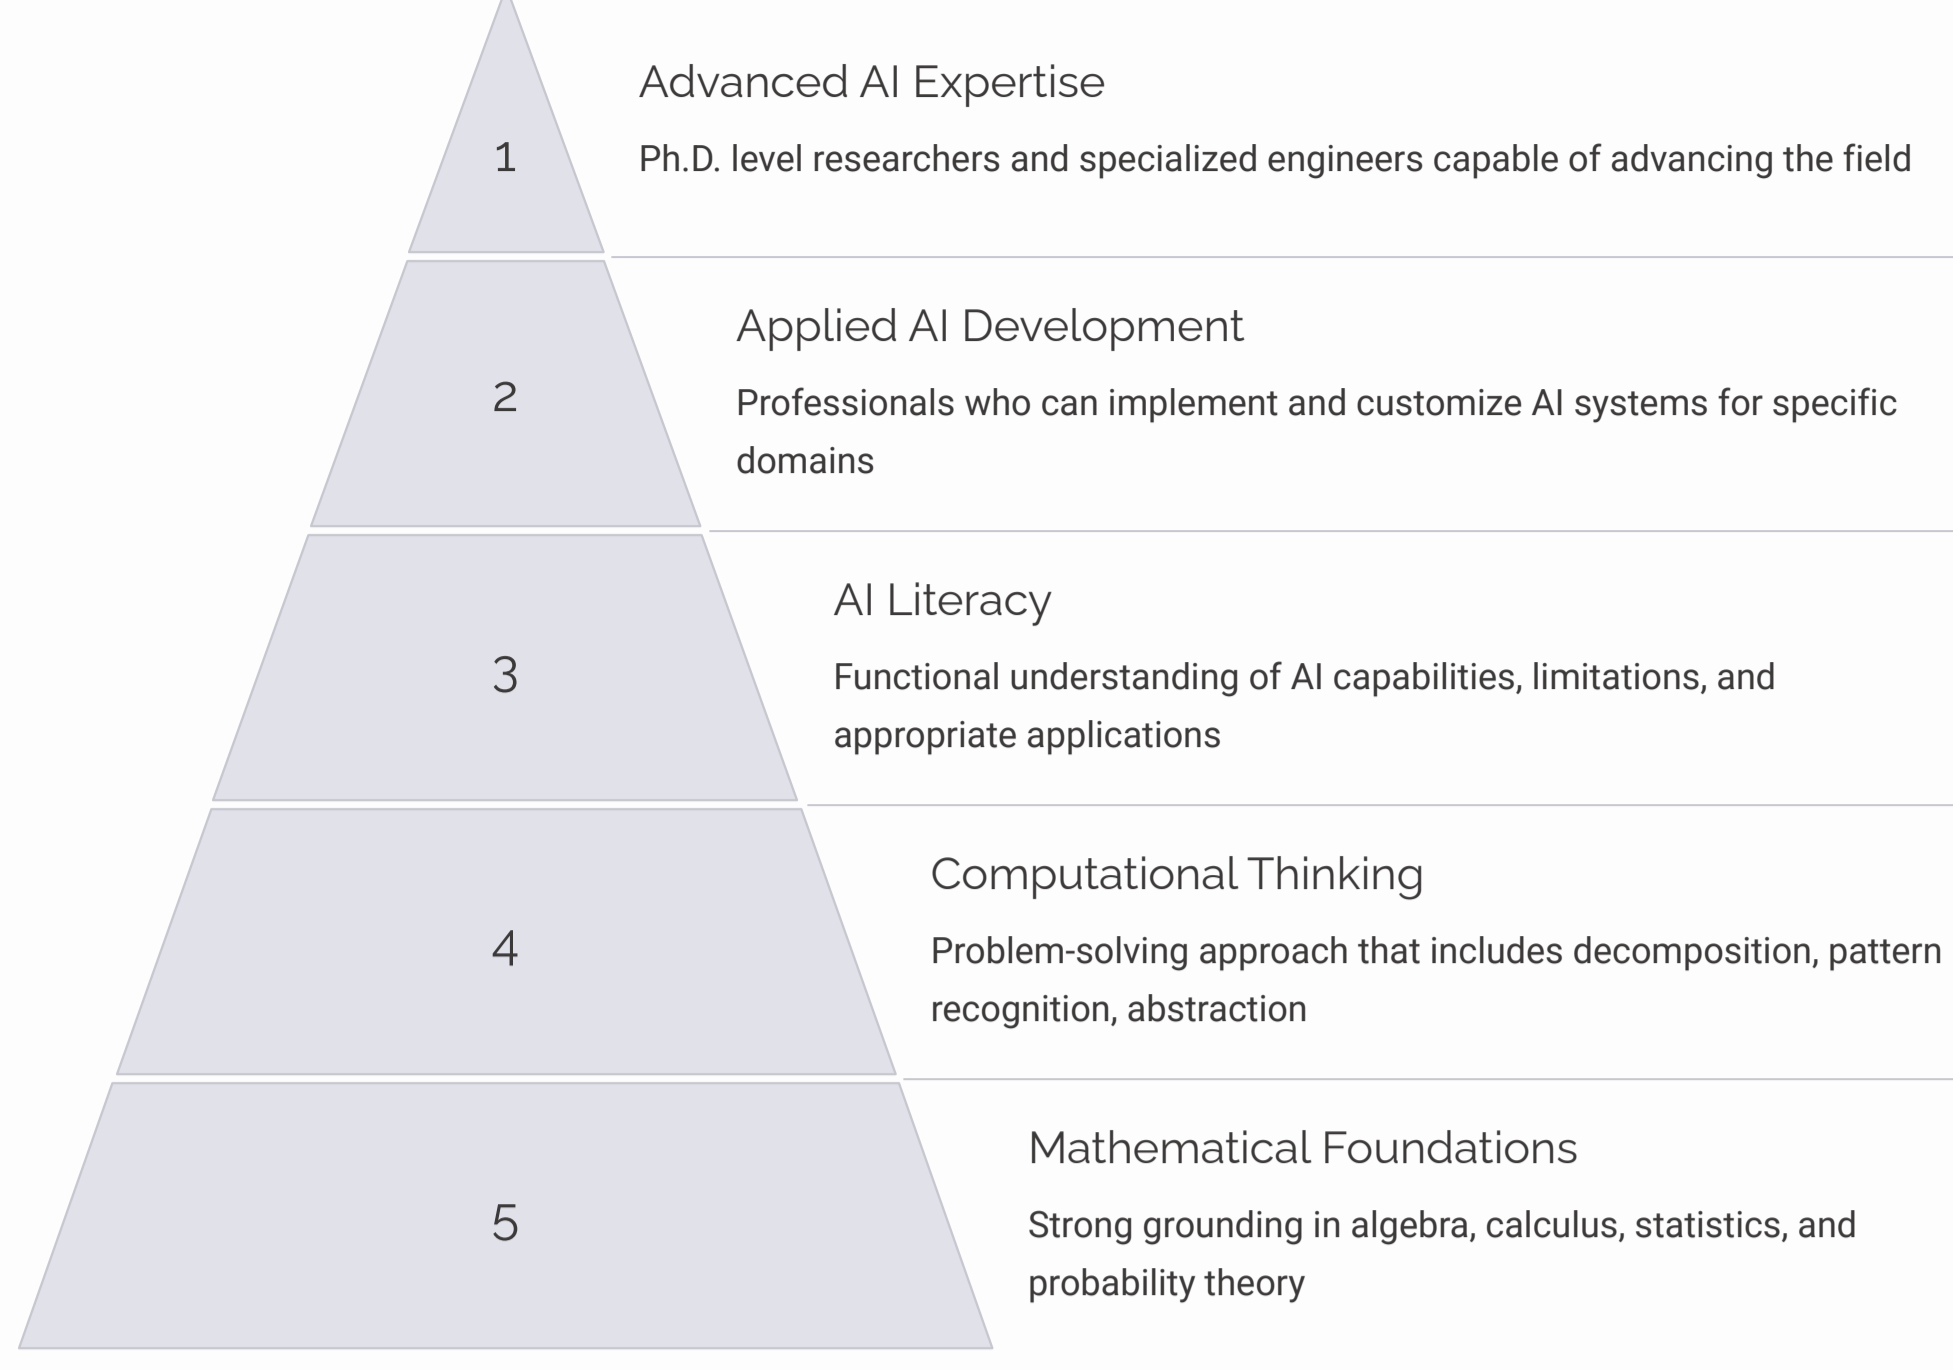 1
Advanced AI Expertise
Ph.D. level researchers and specialized engineers capable of advancing the field
2
Applied AI Development
Professionals who can implement and customize AI systems for specific
domains
3
AI Literacy
Functional understanding of AI capabilities, limitations, and
appropriate applications
4
Computational Thinking
Problem-solving approach that includes decomposition, pattern
recognition, abstraction
5
Mathematical Foundations
Strong grounding in algebra, calculus, statistics, and
probability theory